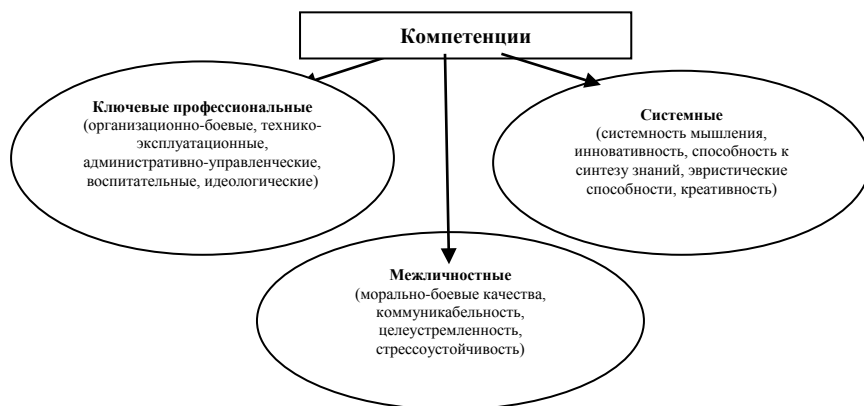 Компетенции
Ключевые профессиональные
(организационно-боевые, технико-
эксплуатационные,
административно-управленческие,
воспитательные, идеологические)
Системные
(системность мышления,
инновативность, способность к
синтезу знаний, эвристические
способности, креативность)
Межличностные
(морально-боевые качества,
коммуникабельность,
целеустремленность,
стрессоустойчивость)